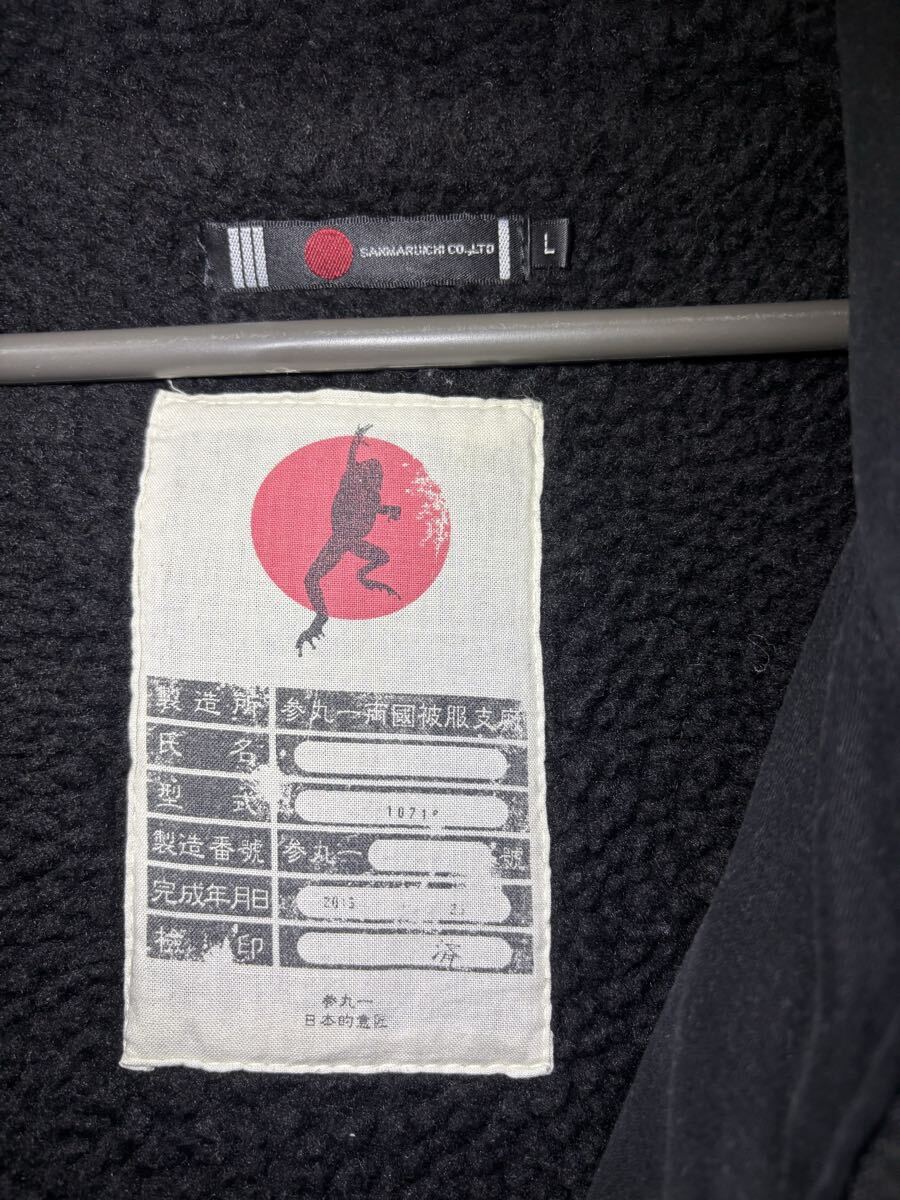 SANMARUICHI CO.,LTD
L
製造所 参丸一両國被服支廠
氏名
型式 1071
製造番號 参丸一 號
完成年月日
検印 済
参丸一
日本的意匠